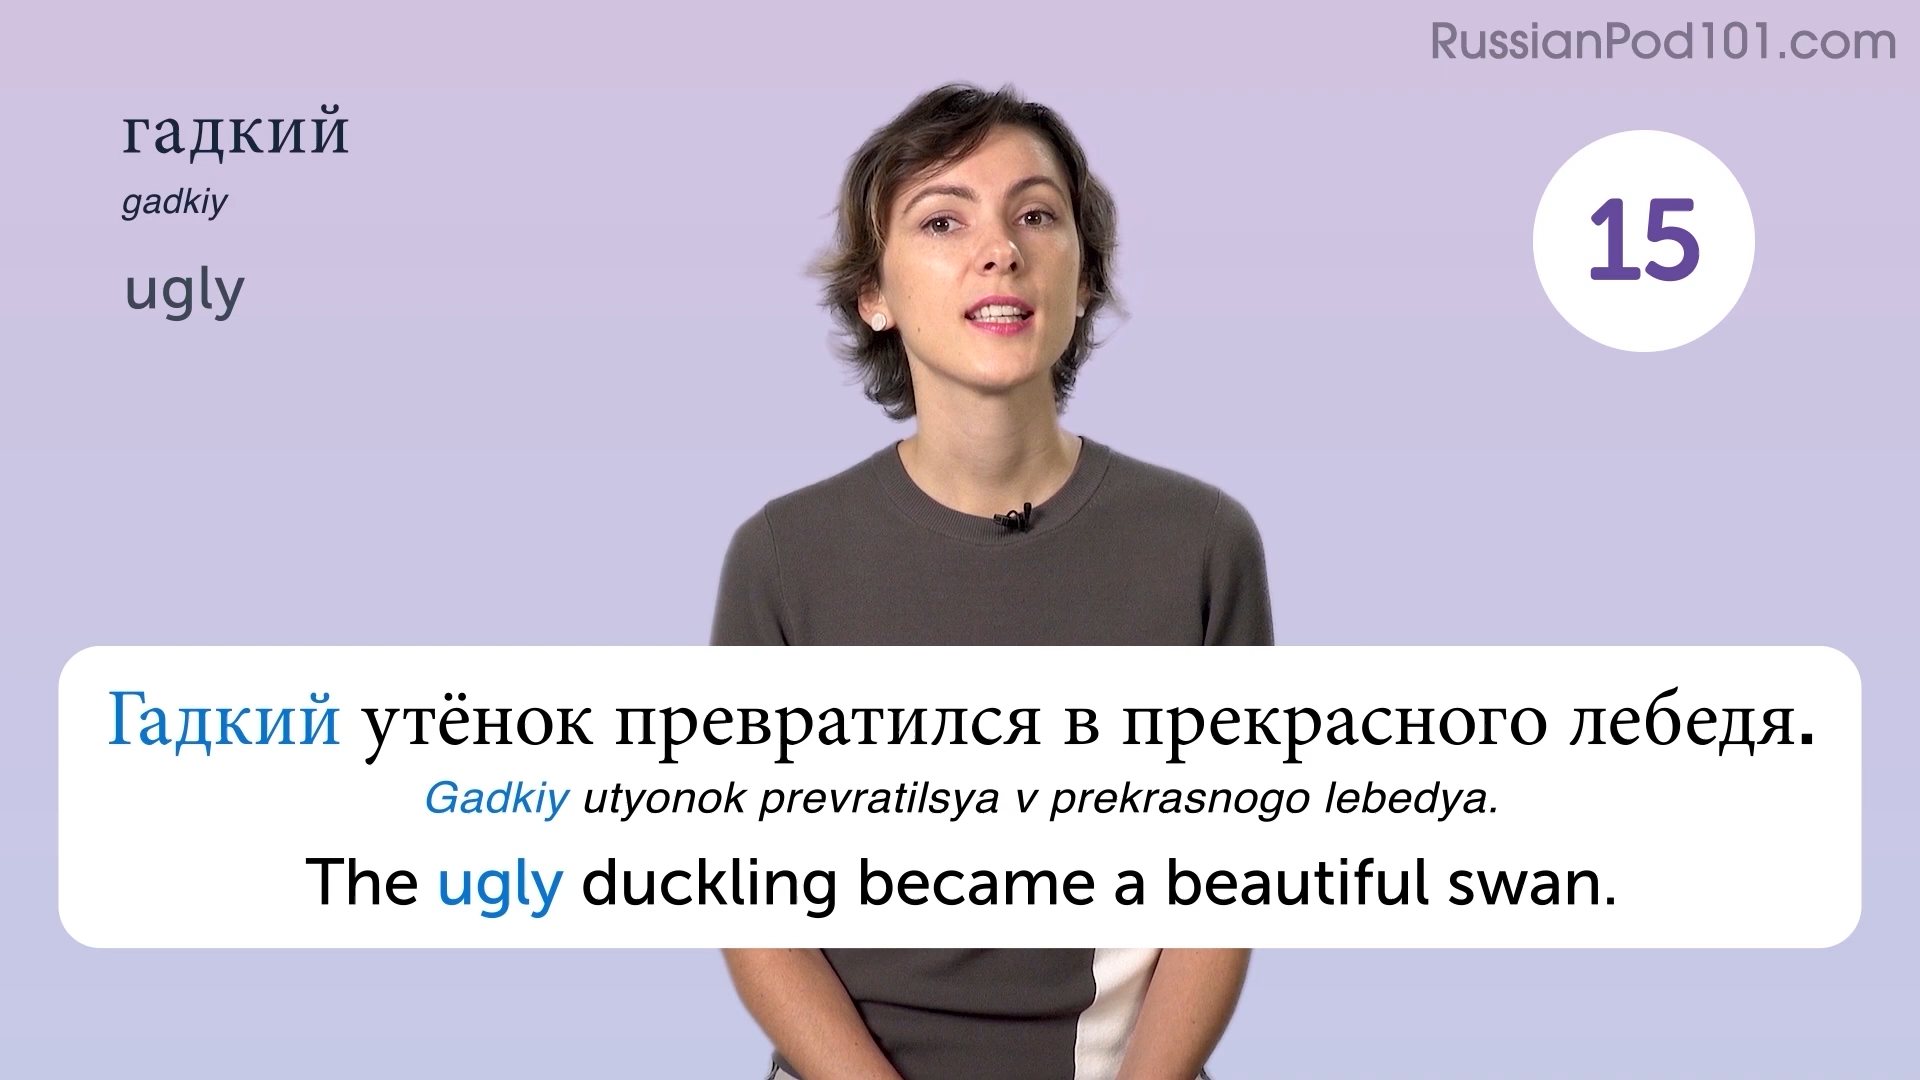 RussianPod101.com
гадкий
gadkiy
ugly
15
Гадкий утёнок превратился в прекрасного лебедя.
Gadkiy utyonok prevratilsya v prekrasnogo lebedya.
The ugly duckling became a beautiful swan.